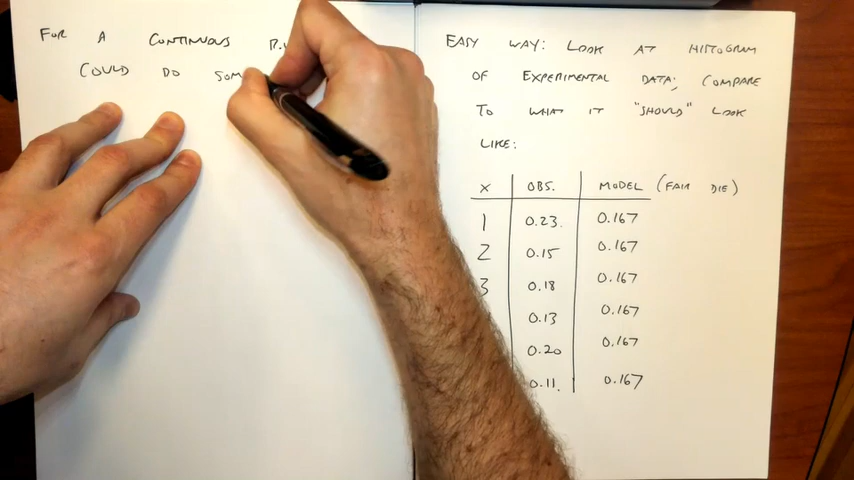 FOR A CONTINUOUS
COULD DO
EASY WAY: LOOK AT HISTOGRAM
OF EXPERIMENTAL DATA; COMPARE
TO WHAT IT "SHOULD" LOOK
LIKE:
X OBS. MODEL (FAIR DIE)
1 0.23 0.167
2 0.15 0.167
3 0.18 0.167
0.13 0.167
0.20 0.167
0.11 0.167